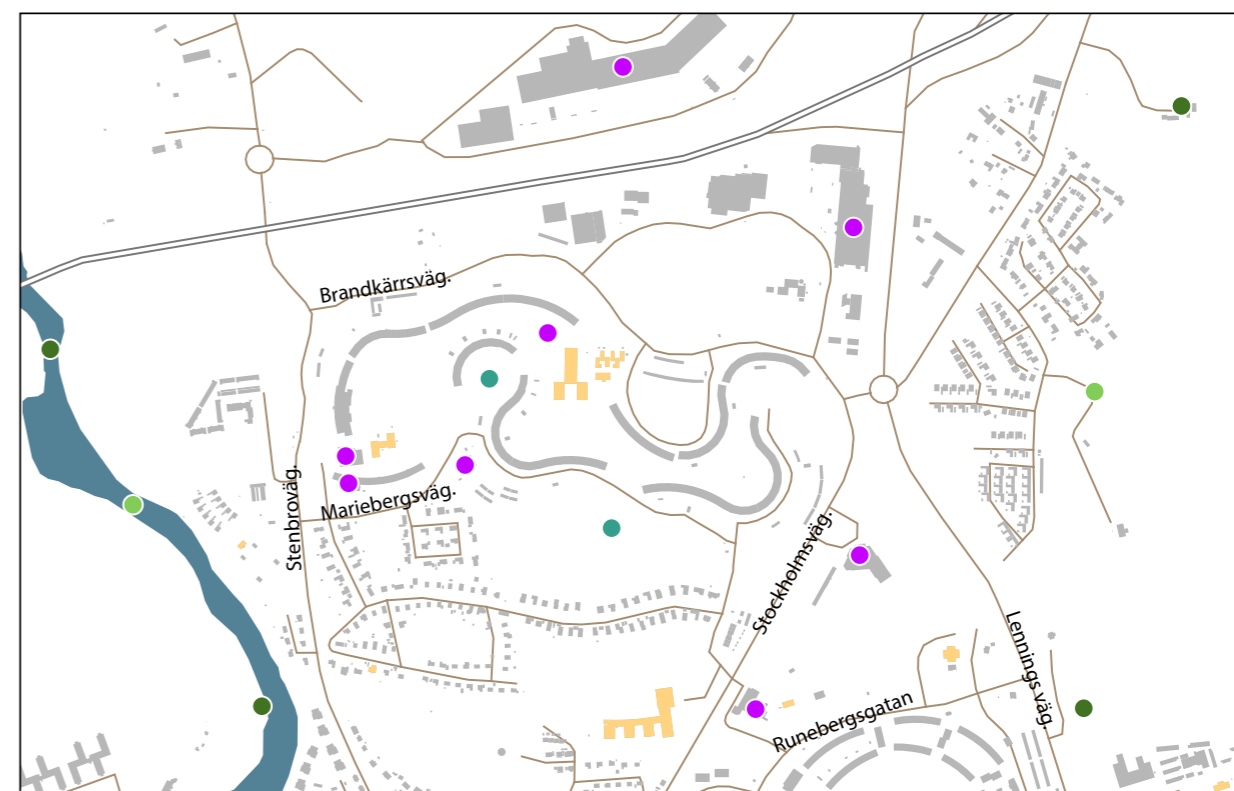 Brandkärrsväg.
Mariebergsväg.
Stenbroväg.
Stockholmsväg.
Lennings väg.
Runebergsgatan